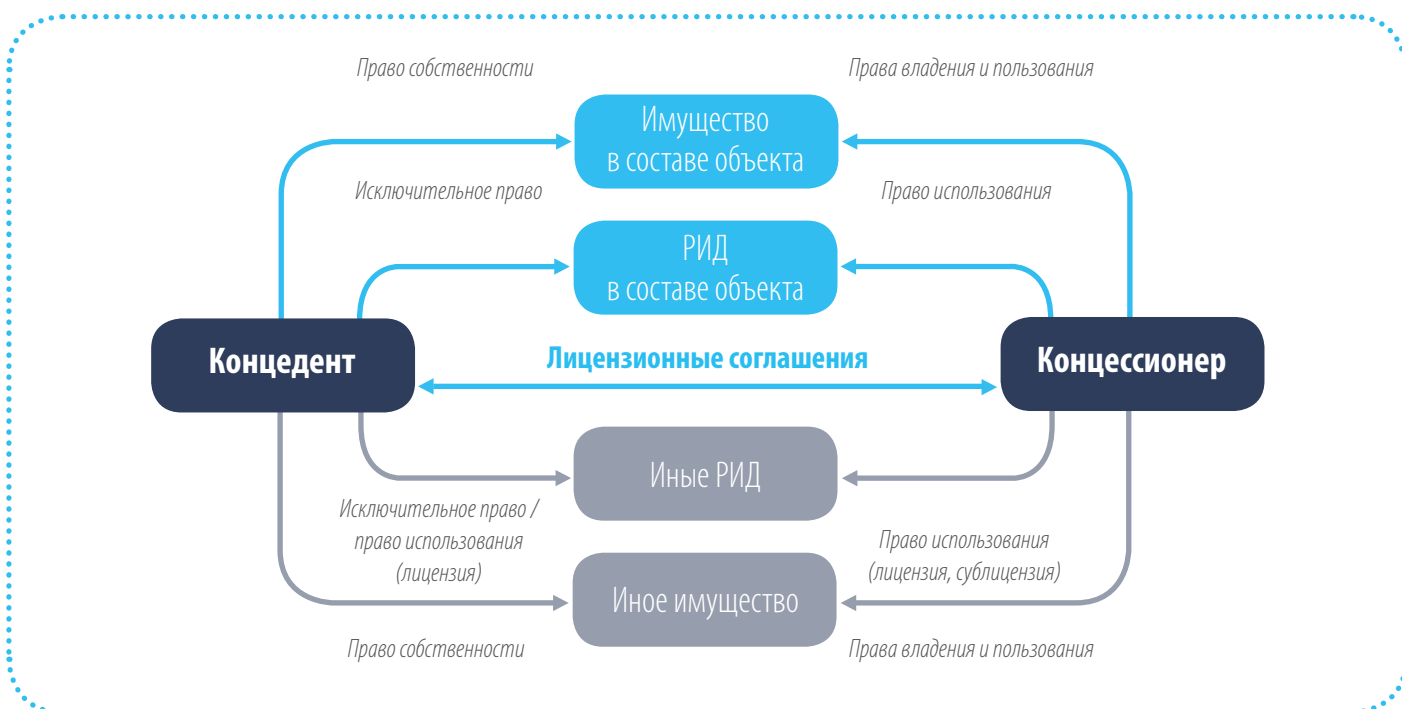 Право собственности
Права владения и пользования
Имущество
в составе объекта
Исключительное право
Право использования
РИД
в составе объекта
Концедент
Лицензионные соглашения
Концессионер
Иные РИД
Исключительное право /
право использования
(лицензия)
Право использования
(лицензия, сублицензия)
Иное имущество
Право собственности
Права владения и пользования